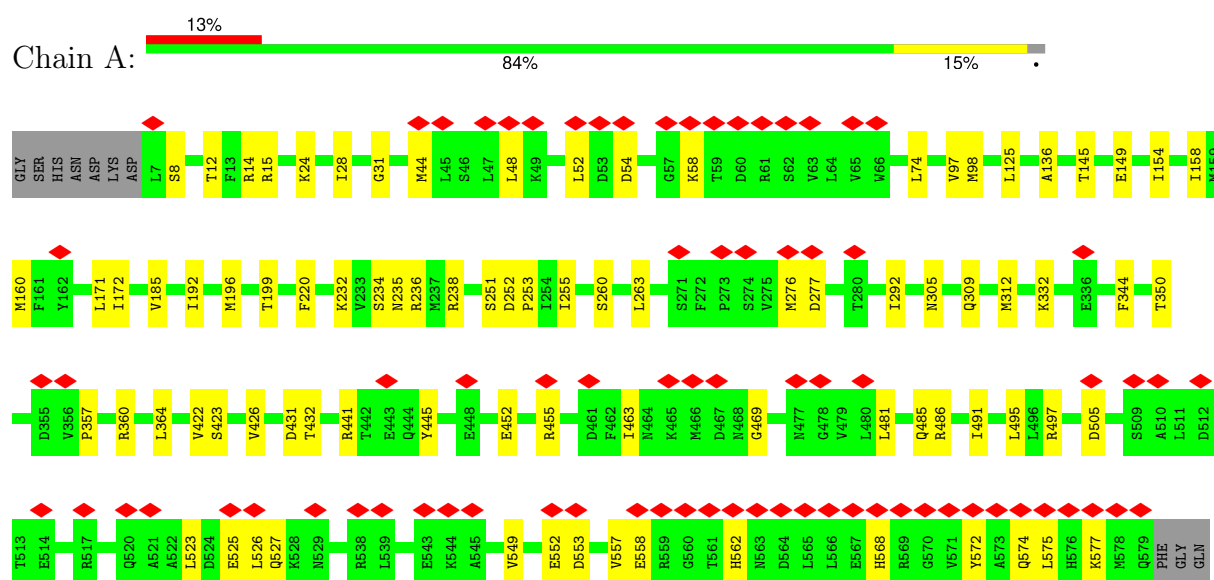 13%
Chain A:
84% 15% •
GLY SER HIS ASN ASP LYS ASP L7 S8 T12 F13 R14 R15 K24 I28 G31 M44 L45 S46 L47 L48 K49 L52 D53 D54 G57 K58 T59 D60 R61 S62 V63 L64 V65 W66 L74 V97 M98 L125 A136 T145 E149 I154 I158 M159
M160 F161 Y162 L171 I172 V185 I192 M196 T199 F220 K232 V233 S234 N235 R236 M237 R238 S251 D252 P253 I254 I255 S260 L263 S271 F272 P273 S274 V275 M276 D277 T280 I292 N305 Q309 M312 K332 E336 F344 T350
D355 V356 P357 R360 L364 V422 S423 V426 D431 T432 R441 T442 E443 Q444 Y445 E448 E452 R455 D461 F462 I463 N464 K465 M466 D467 N468 G469 N477 G478 V479 L480 L481 Q485 R486 I491 L495 L496 R497 D505 S509 A510 L511 D512
T513 E514 R517 Q520 A521 A522 L523 D524 E525 L526 Q527 K528 N529 R538 L539 E543 K544 A545 V549 E552 D553 V557 E558 R559 G560 T561 H562 N563 D564 L565 L566 E567 H568 R569 G570 V571 Y572 A573 Q574 L575 H576 K577 M578 Q579 PHE GLY GLN